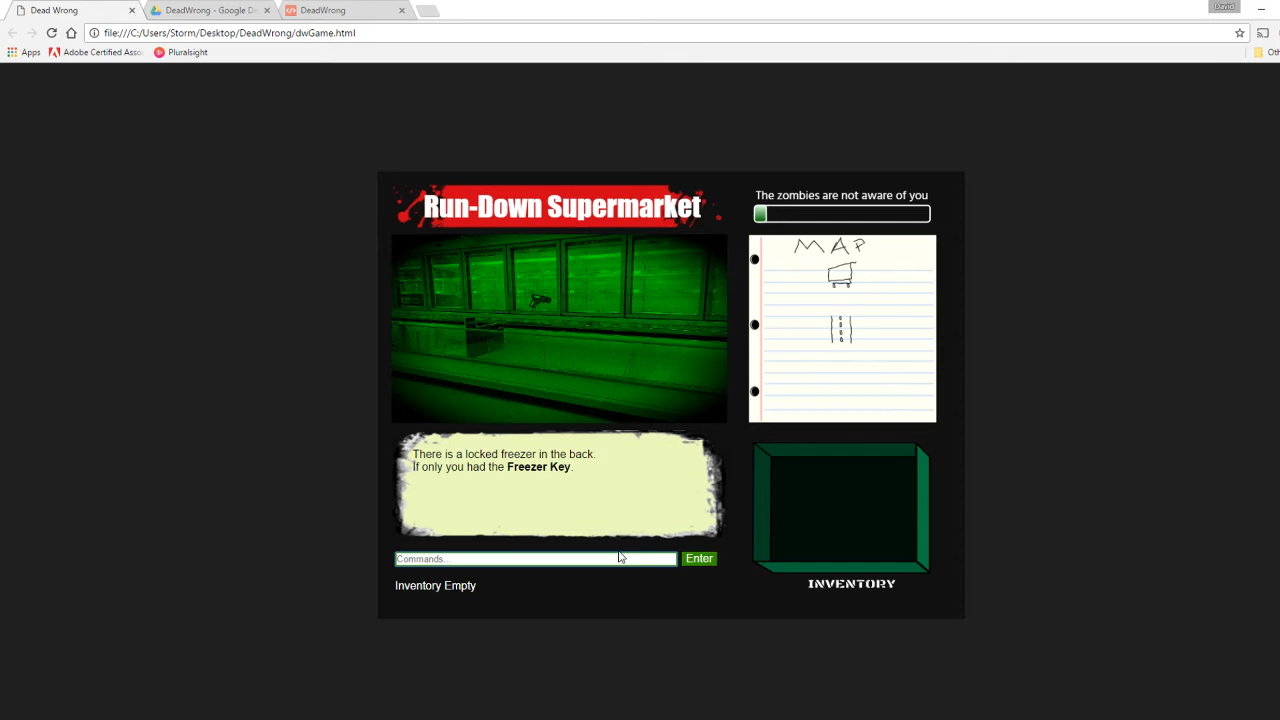 Dead Wrong
DeadWrong - Google D
DeadWrong
David
file:///C:/Users/Storm/Desktop/DeadWrong/dwGame.html
Apps
Adobe Certified Asso
Pluralsight
Oth
Run-Down Supermarket
The zombies are not aware of you
MAP
There is a locked freezer in the back.
If only you had the Freezer Key.
Commands...
Enter
Inventory Empty
INVENTORY